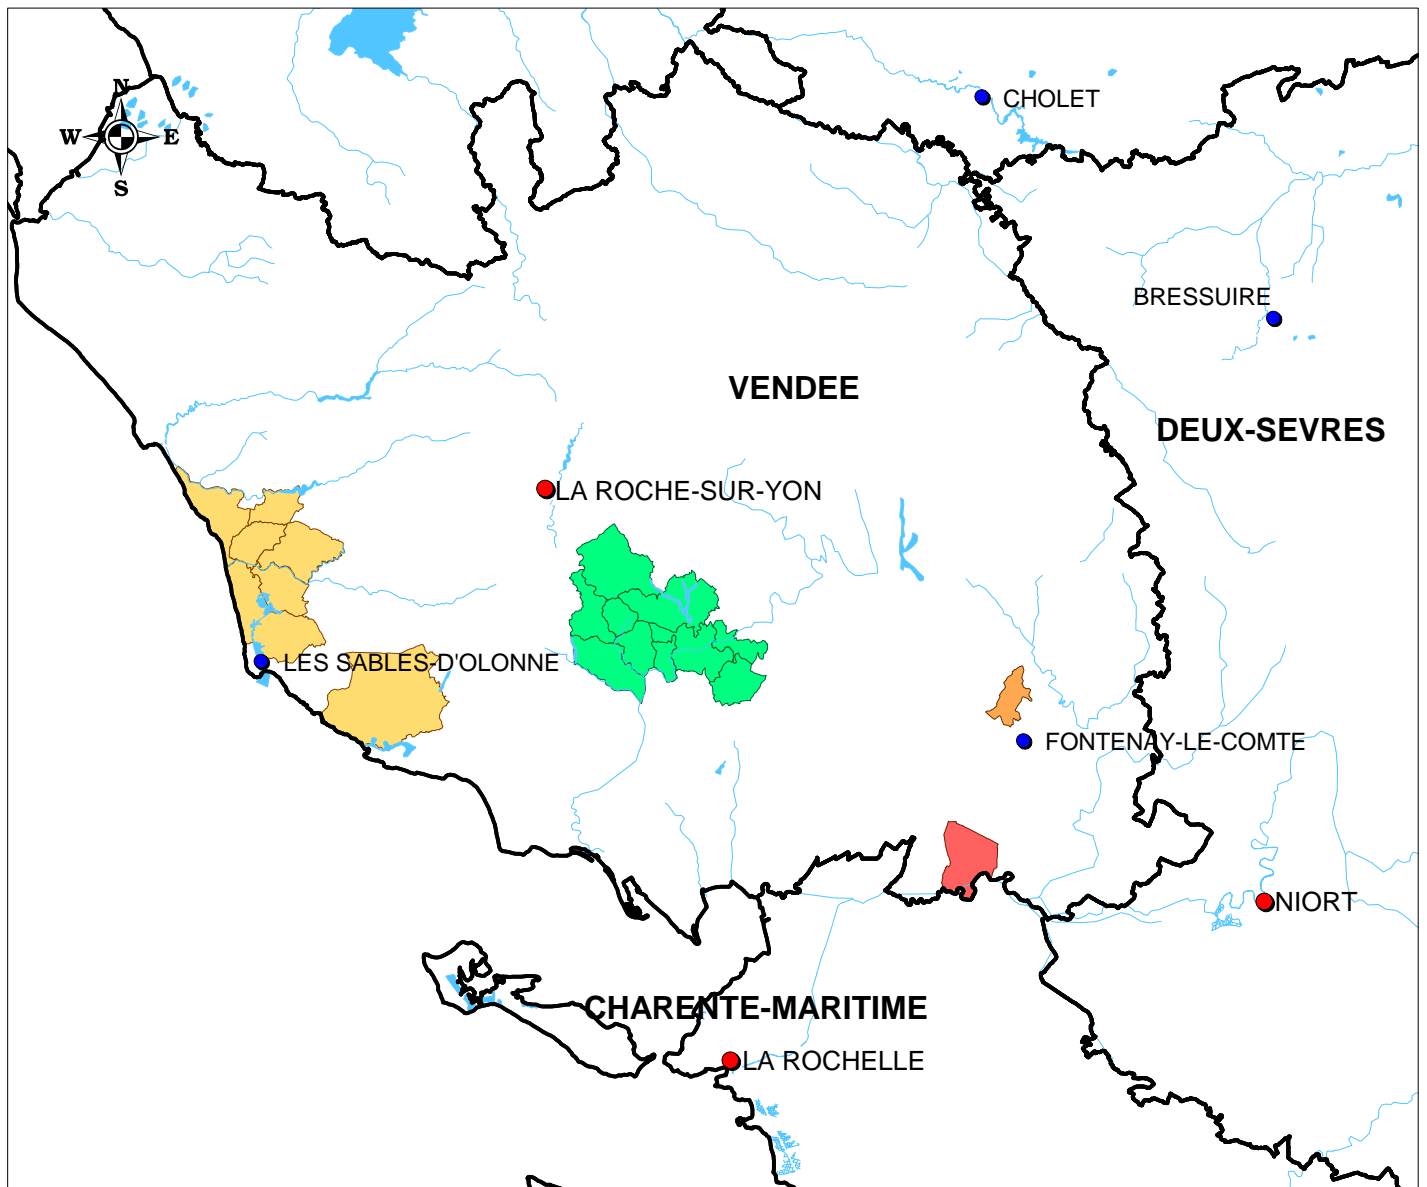 N
W E
S
CHOLET
BRESSUIRE
VENDEE
DEUX-SEVRES
LA ROCHE-SUR-YON
LES SABLES-D'OLONNE
FONTENAY-LE-COMTE
NIORT
CHARENTE-MARITIME
LA ROCHELLE